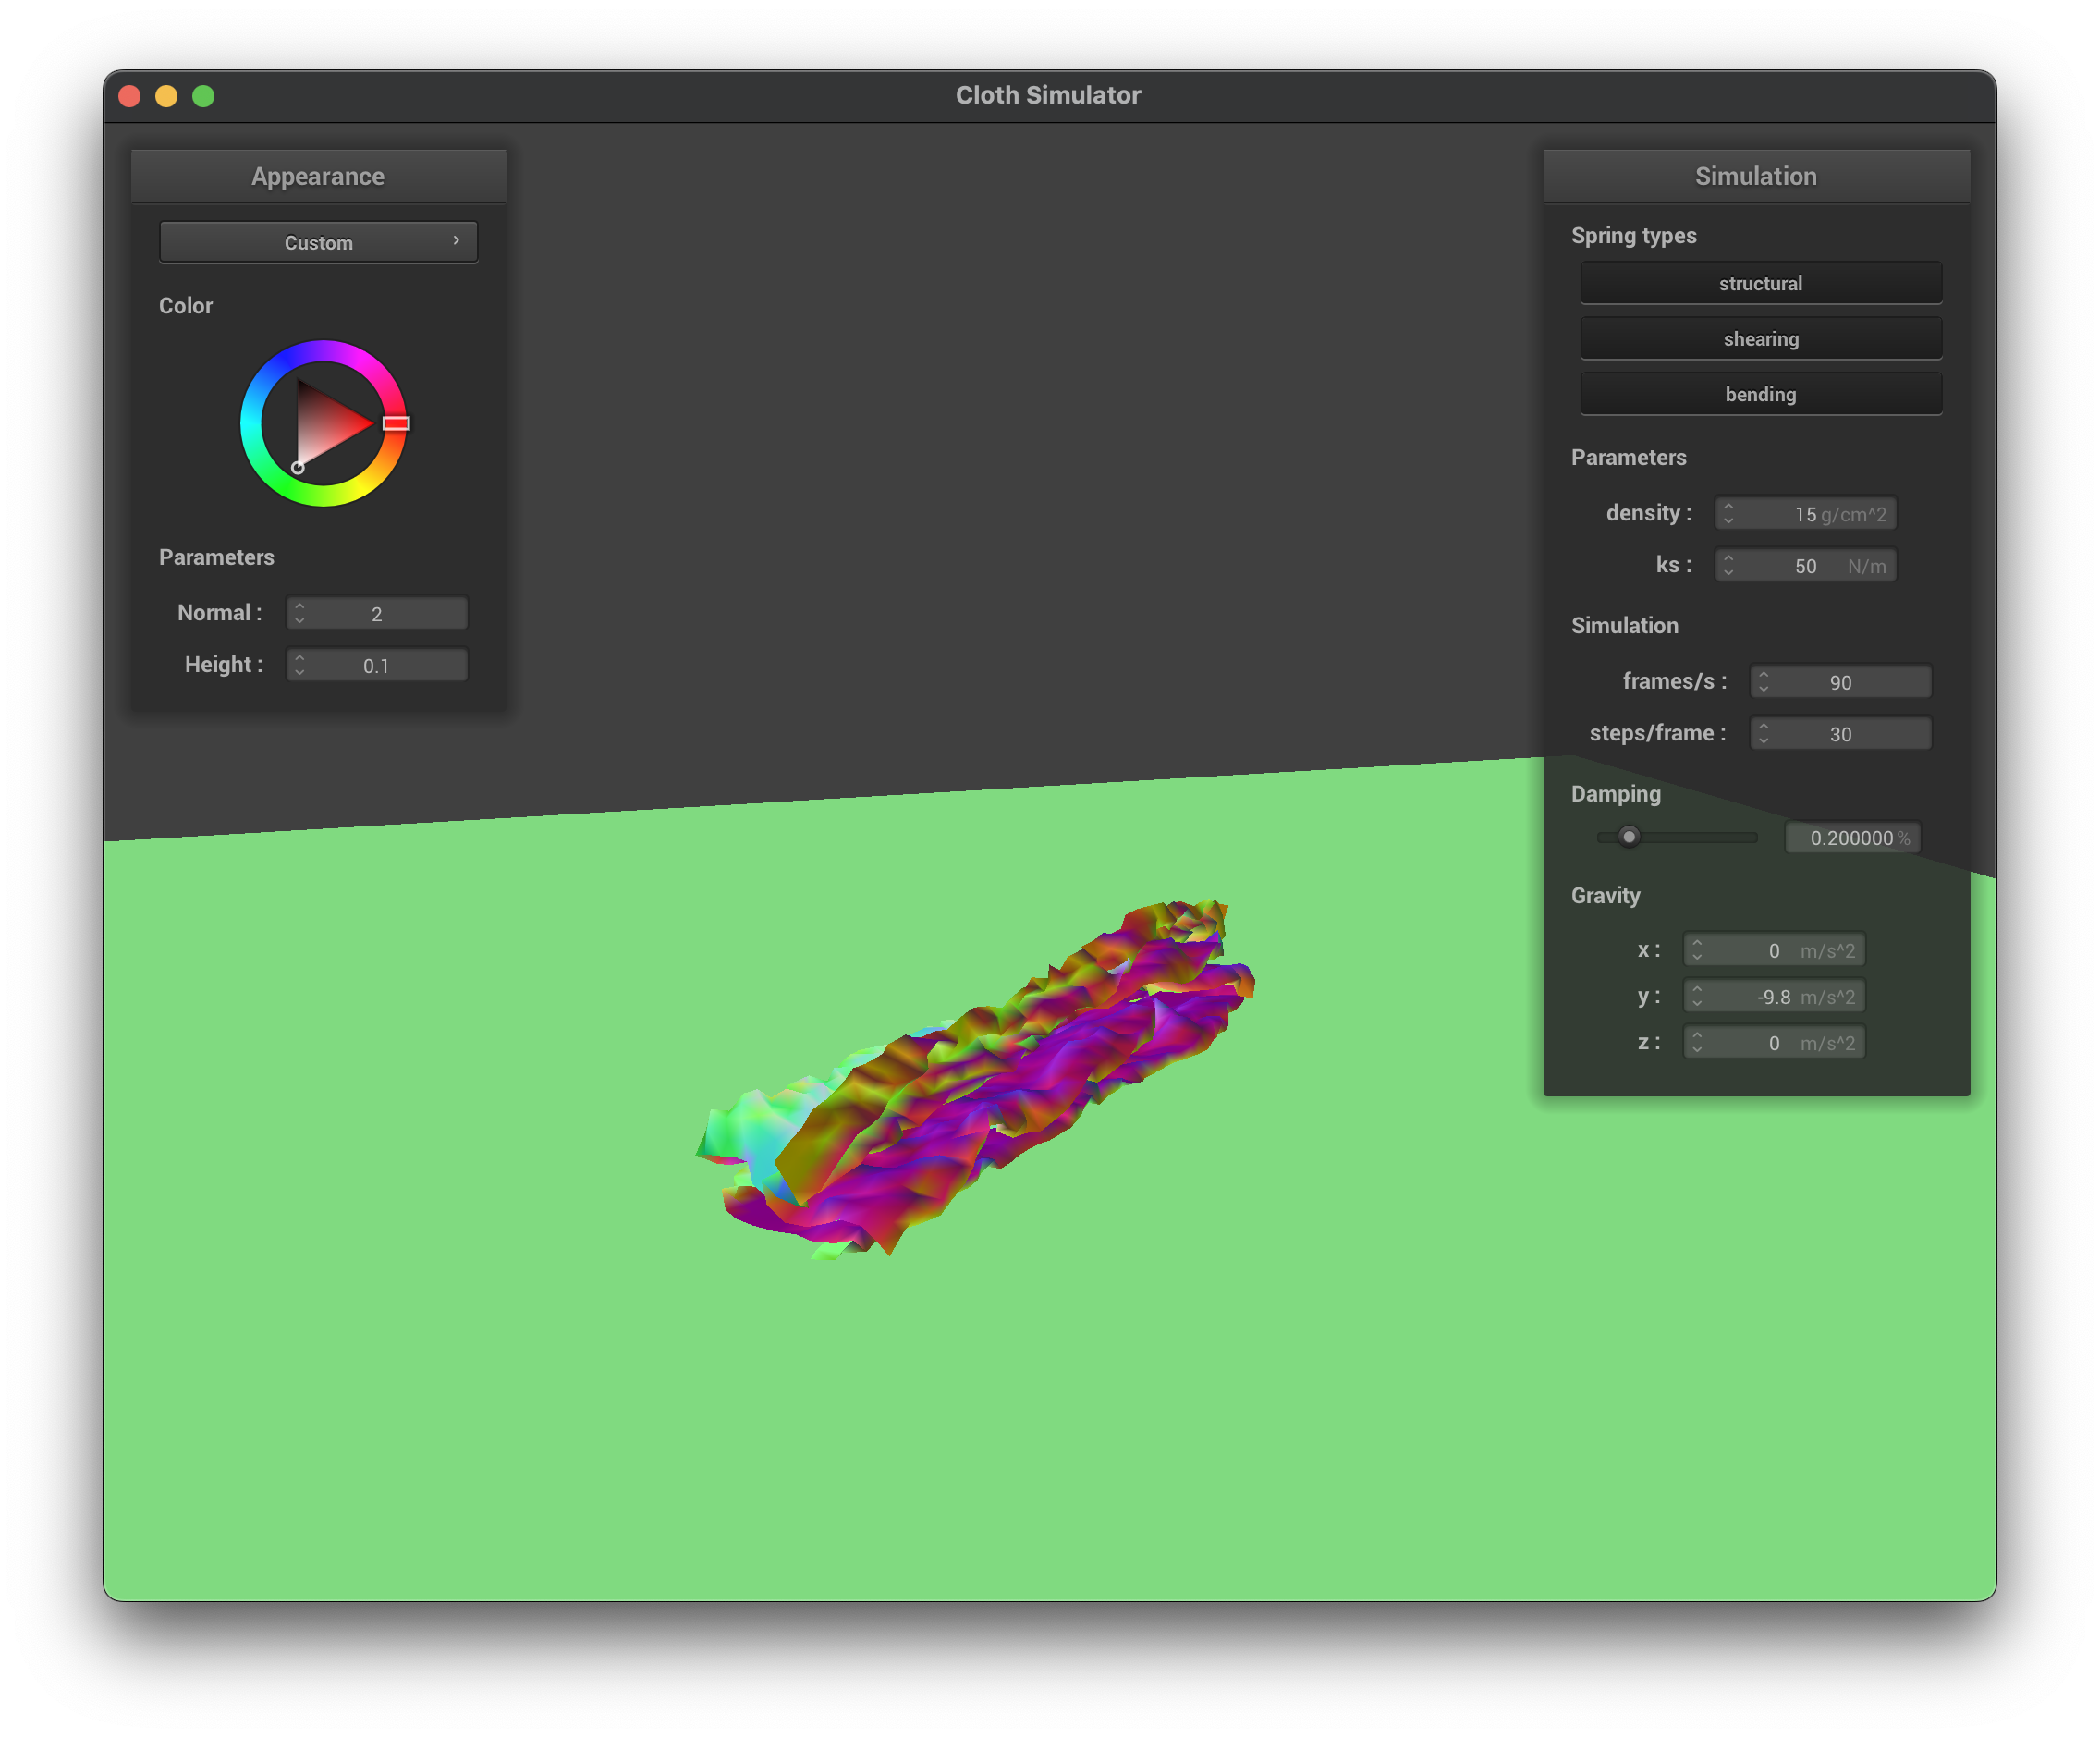 Cloth Simulator
Appearance
Custom
Color
Parameters
Normal : 2
Height : 0.1
Simulation
Spring types
structural
shearing
bending
Parameters
density : 15 g/cm^2
ks : 50 N/m
Simulation
frames/s : 90
steps/frame : 30
Damping
0.200000 %
Gravity
x : 0 m/s^2
y : -9.8 m/s^2
z : 0 m/s^2